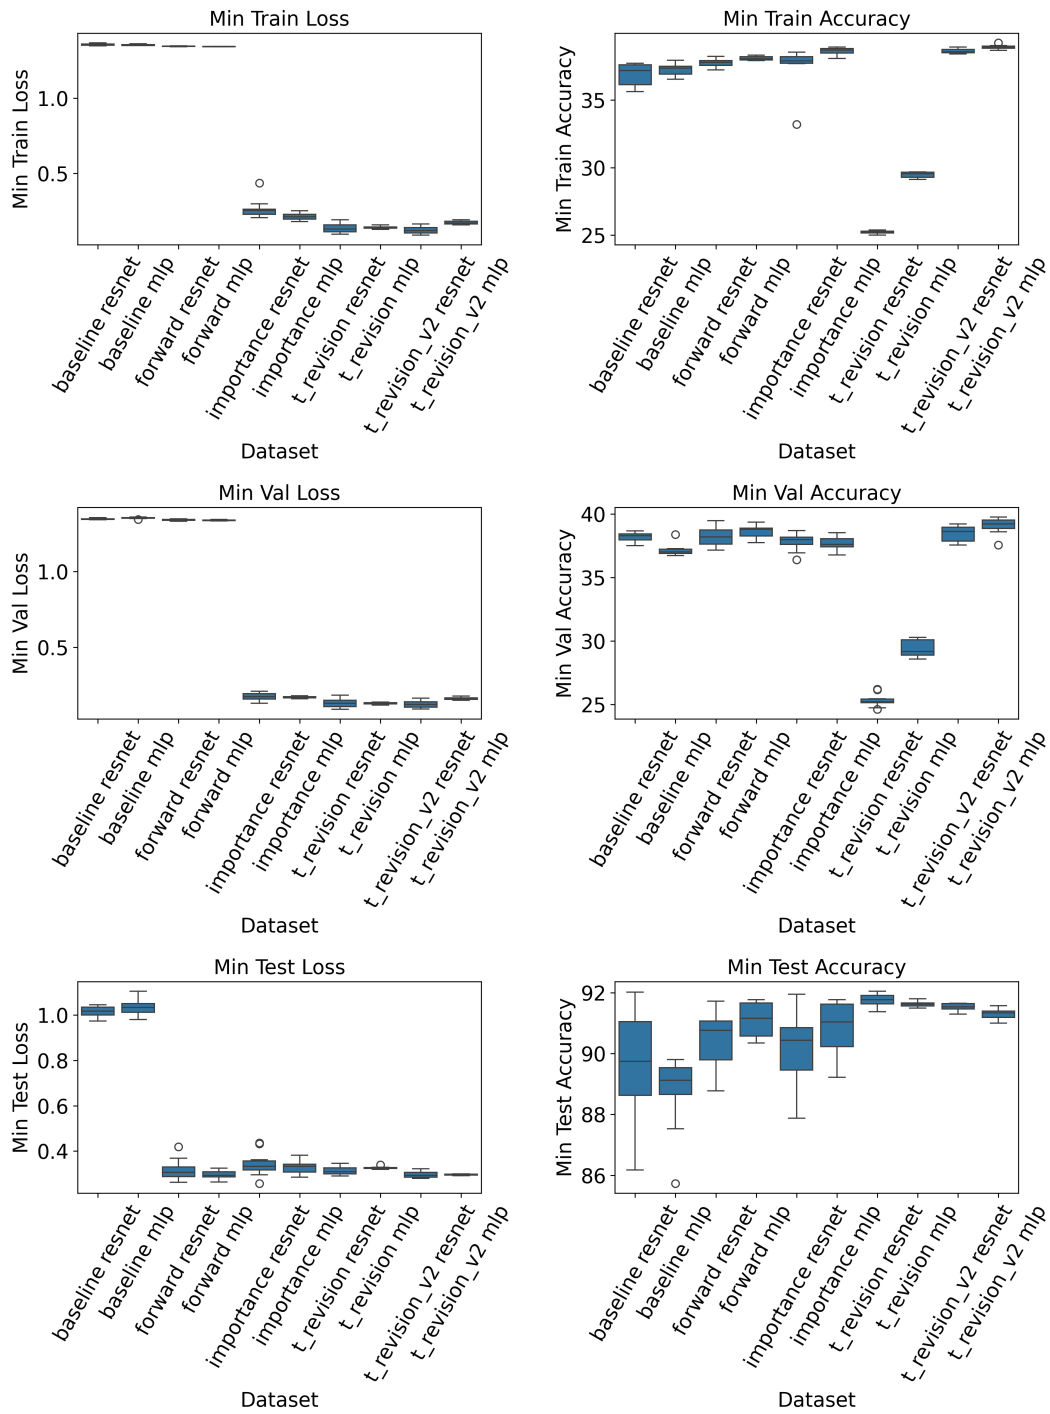 Min Train Loss
Min Train Loss
1.0
0.5
baseline resnet
baseline mlp
forward resnet
forward mlp
importance resnet
importance mlp
t_revision resnet
t_revision mlp
t_revision_v2 resnet
t_revision_v2 mlp
Dataset
Min Train Accuracy
Min Train Accuracy
35
30
25
baseline resnet
baseline mlp
forward resnet
forward mlp
importance resnet
importance mlp
t_revision resnet
t_revision mlp
t_revision_v2 resnet
t_revision_v2 mlp
Dataset
Min Val Loss
Min Val Loss
1.0
0.5
baseline resnet
baseline mlp
forward resnet
forward mlp
importance resnet
importance mlp
t_revision resnet
t_revision mlp
t_revision_v2 resnet
t_revision_v2 mlp
Dataset
Min Val Accuracy
Min Val Accuracy
40
35
30
25
baseline resnet
baseline mlp
forward resnet
forward mlp
importance resnet
importance mlp
t_revision resnet
t_revision mlp
t_revision_v2 resnet
t_revision_v2 mlp
Dataset
Min Test Loss
Min Test Loss
1.0
0.8
0.6
0.4
baseline resnet
baseline mlp
forward resnet
forward mlp
importance resnet
importance mlp
t_revision resnet
t_revision mlp
t_revision_v2 resnet
t_revision_v2 mlp
Dataset
Min Test Accuracy
Min Test Accuracy
92
90
88
86
baseline resnet
baseline mlp
forward resnet
forward mlp
importance resnet
importance mlp
t_revision resnet
t_revision mlp
t_revision_v2 resnet
t_revision_v2 mlp
Dataset